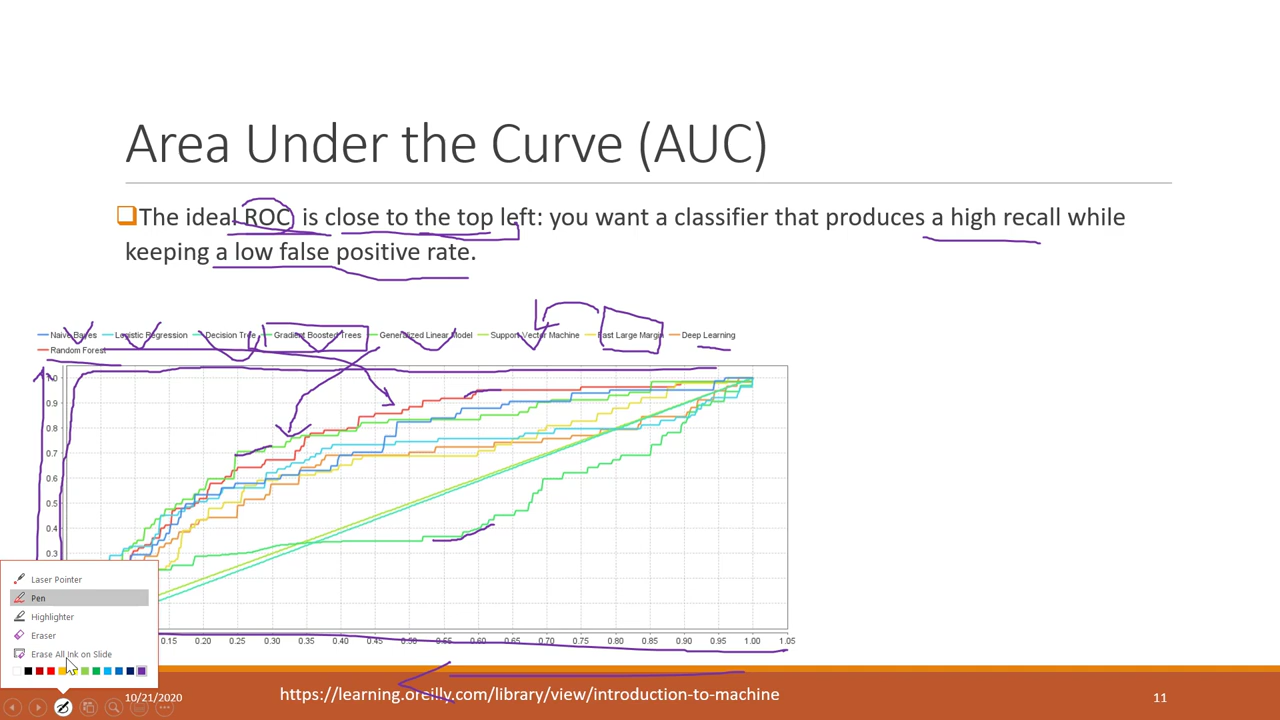 Area Under the Curve (AUC)
The ideal ROC is close to the top left: you want a classifier that produces a high recall while
keeping a low false positive rate.
Naive Bayes Logistic Regression Decision Tree Gradient Boosted Trees Generalized Linear Model Support Vector Machine Fast Large Margin Deep Learning
Random Forest
0.9
0.8
0.7
0.6
0.5
0.4
0.3
Laser Pointer
Pen
Highlighter
Eraser
Erase All Ink on Slide
0.15 0.20 0.25 0.30 0.35 0.40 0.45 0.50 0.55 0.60 0.65 0.70 0.75 0.80 0.85 0.90 0.95 1.00 1.05
10/21/2020 https://learning.oreilly.com/library/view/introduction-to-machine 11